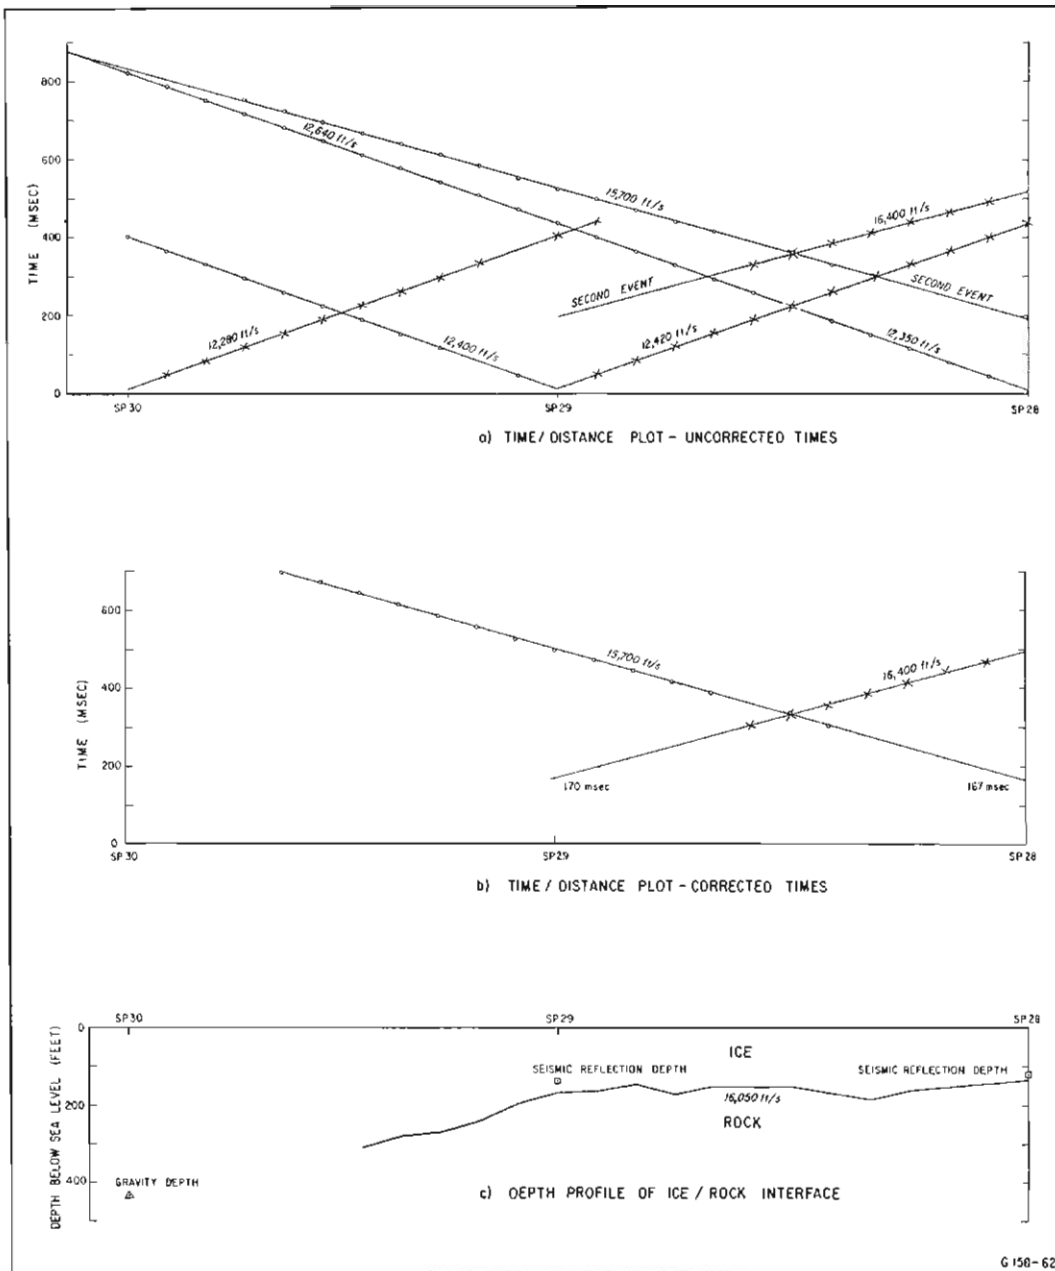 800
600
400
200
0
TIME (MSEC)
12,640 ft/s
15,700 ft/s
16,400 ft/s
SECOND EVENT
SECOND EVENT
12,280 ft/s
12,400 ft/s
12,420 ft/s
12,350 ft/s
SP 30
SP 29
SP 28
a) TIME/DISTANCE PLOT - UNCORRECTED TIMES
600
400
200
0
TIME (MSEC)
15,700 ft/s
16,400 ft/s
170 msec
167 msec
SP 30
SP 29
SP 28
b) TIME / DISTANCE PLOT - CORRECTED TIMES
SP 30
SP 29
SP 28
0
200
400
DEPTH BELOW SEA LEVEL (FEET)
ICE
SEISMIC REFLECTION DEPTH
SEISMIC REFLECTION DEPTH
16,050 ft/s
ROCK
GRAVITY DEPTH
c) DEPTH PROFILE OF ICE / ROCK INTERFACE
G 158-62